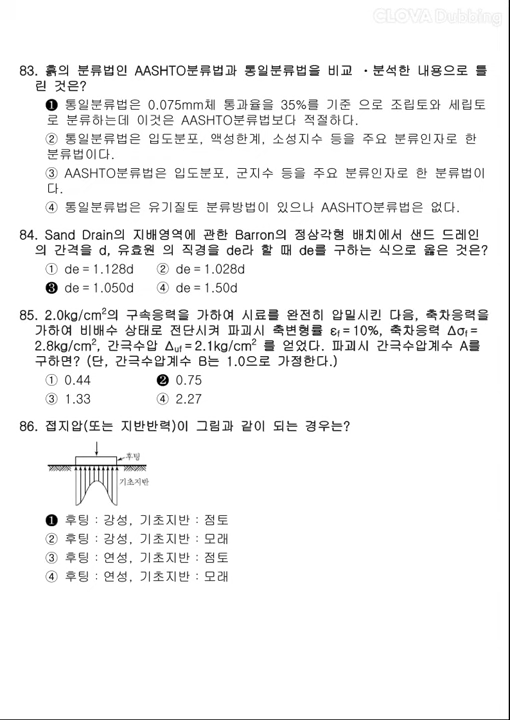 CLOVA Dubbing
83. 흙의 분류법인 AASHTO분류법과 통일분류법을 비교 ・분석한 내용으로 틀
린 것은?
❶ 통일분류법은 0.075mm체 통과율을 35%를 기준 으로 조립토와 세립토
로 분류하는데 이것은 AASHTO분류법보다 적절하다.
② 통일분류법은 입도분포, 액성한계, 소성지수 등을 주요 분류인자로 한
분류법이다.
③ AASHTO분류법은 입도분포, 군지수 등을 주요 분류인자로 한 분류법이
다.
④ 통일분류법은 유기질토 분류방법이 있으나 AASHTO분류법은 없다.
84. Sand Drain의 지배영역에 관한 Barron의 정삼각형 배치에서 샌드 드레인
의 간격을 d, 유효원 의 직경을 de라 할 때 de를 구하는 식으로 옳은 것은?
① de=1.128d ② de=1.028d
❸ de=1.050d ④ de=1.50d
85. 2.0kg/cm²의 구속응력을 가하여 시료를 완전히 압밀시킨 다음, 축차응력을
가하여 비배수 상태로 전단시켜 파괴시 축변형률 εf=10%, 축차응력 Δσf=
2.8kg/cm², 간극수압 Δuf=2.1kg/cm² 를 얻었다. 파괴시 간극수압계수 A를
구하면? (단, 간극수압계수 B는 1.0으로 가정한다.)
① 0.44 ❷ 0.75
③ 1.33 ④ 2.27
86. 접지압(또는 지반반력)이 그림과 같이 되는 경우는?
후팅
기초지반
❶ 후팅 : 강성, 기초지반 : 점토
② 후팅 : 강성, 기초지반 : 모래
③ 후팅 : 연성, 기초지반 : 점토
④ 후팅 : 연성, 기초지반 : 모래